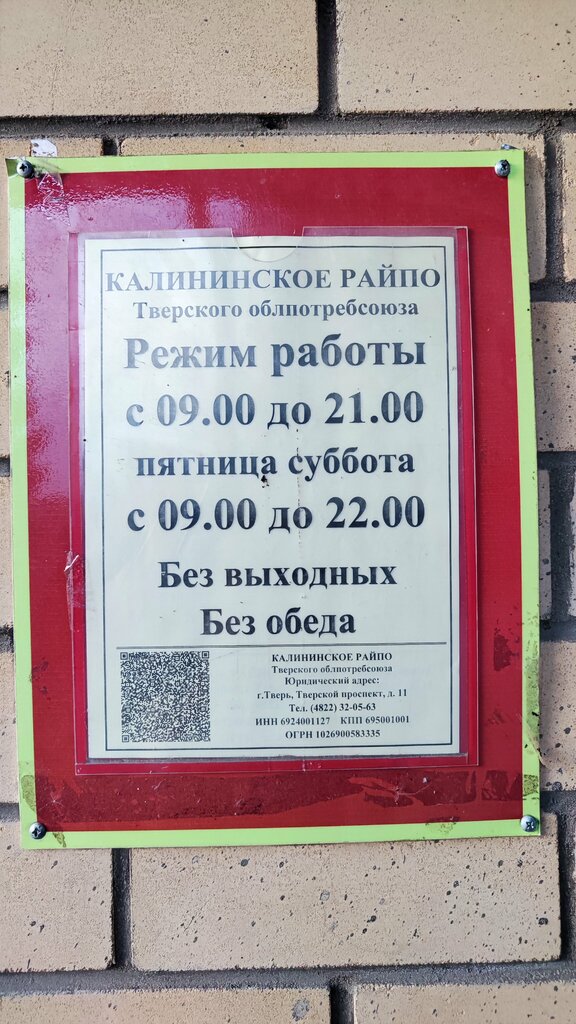 КАЛИНИНСКОЕ РАЙПО
Тверского облпотребсоюза
Режим работы
с 09.00 до 21.00
пятница суббота
с 09.00 до 22.00
Без выходных
Без обеда
КАЛИНИНСКОЕ РАЙПО
Тверского облпотребсоюза
Юридический адрес:
г.Тверь, Тверской проспект, д. 11
Тел. (4822) 32-05-63
ИНН 6924001127 КПП 695001001
ОГРН 1026900583335